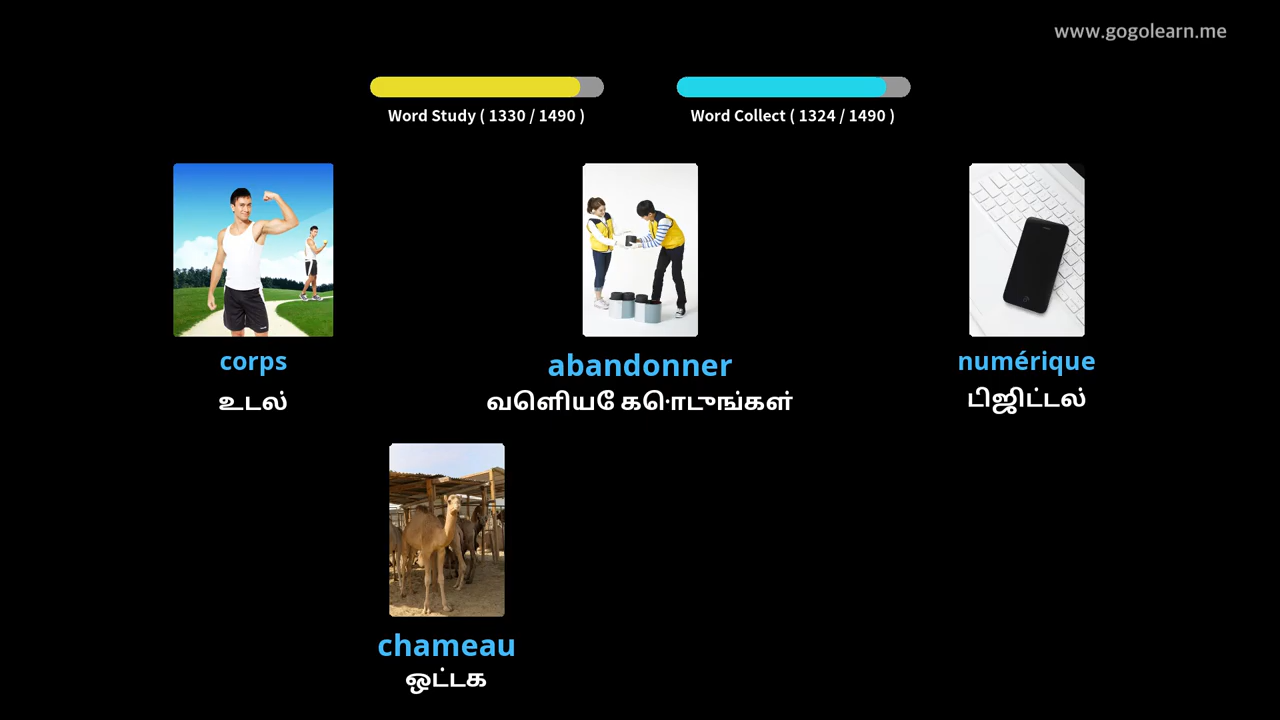 www.gogolearn.me
Word Study ( 1330 / 1490 )
Word Collect ( 1324 / 1490 )
corps
abandonner
numérique
உடல்
வெளியே கொடுங்கள்
பிஜிட்டல்
chameau
ஒட்டக